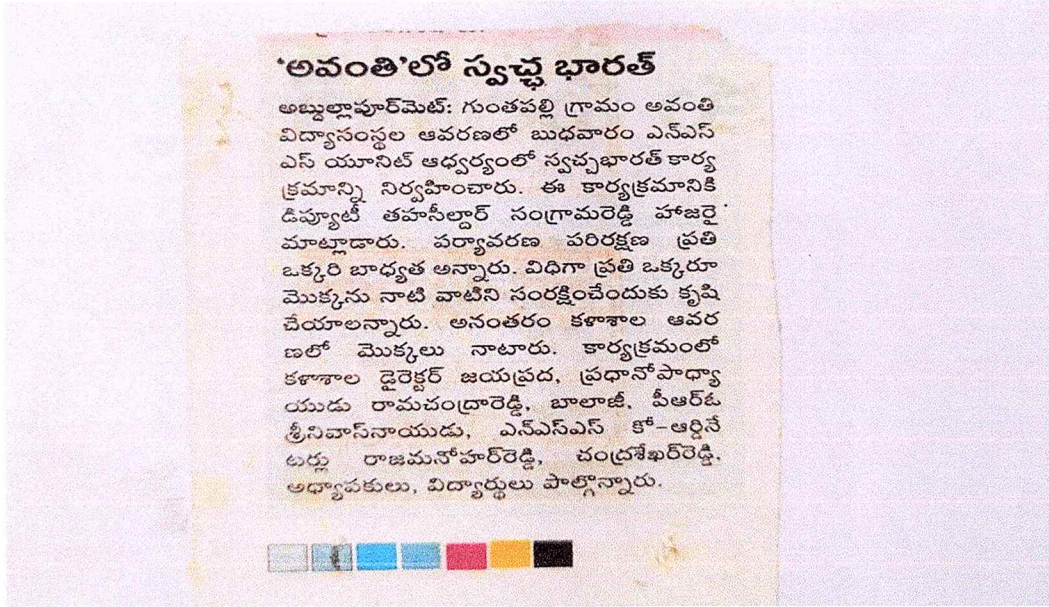 ‘అవంతి’లో స్వచ్ఛ భారత్
అబ్దుల్లాపూర్‌మెట్: గుంతపల్లి గ్రామం అవంతి
విద్యాసంస్థల ఆవరణలో బుధవారం ఎన్ఎస్
ఎస్ యూనిట్ ఆధ్వర్యంలో స్వచ్ఛభారత్ కార్య
క్రమాన్ని నిర్వహించారు. ఈ కార్యక్రమానికి
డిప్యూటీ తహసీల్దార్ సంగ్రామరెడ్డి హాజరై
మాట్లాడారు. పర్యావరణ పరిరక్షణ ప్రతి
ఒక్కరి బాధ్యత అన్నారు. విధిగా ప్రతి ఒక్కరూ
మొక్కను నాటి వాటిని సంరక్షించేందుకు కృషి
చేయాలన్నారు. అనంతరం కళాశాల ఆవర
ణలో మొక్కలు నాటారు. కార్యక్రమంలో
కళాశాల డైరెక్టర్ జయప్రద, ప్రధానోపాధ్యా
యుడు రామచంద్రారెడ్డి, బాలాజీ, పీఆర్ఓ
శ్రీనివాస్‌నాయుడు, ఎన్ఎస్ఎస్ కో-ఆర్డినే
టర్లు రాజమనోహర్‌రెడ్డి, చంద్రశేఖర్‌రెడ్డి,
అధ్యాపకులు, విద్యార్థులు పాల్గొన్నారు.